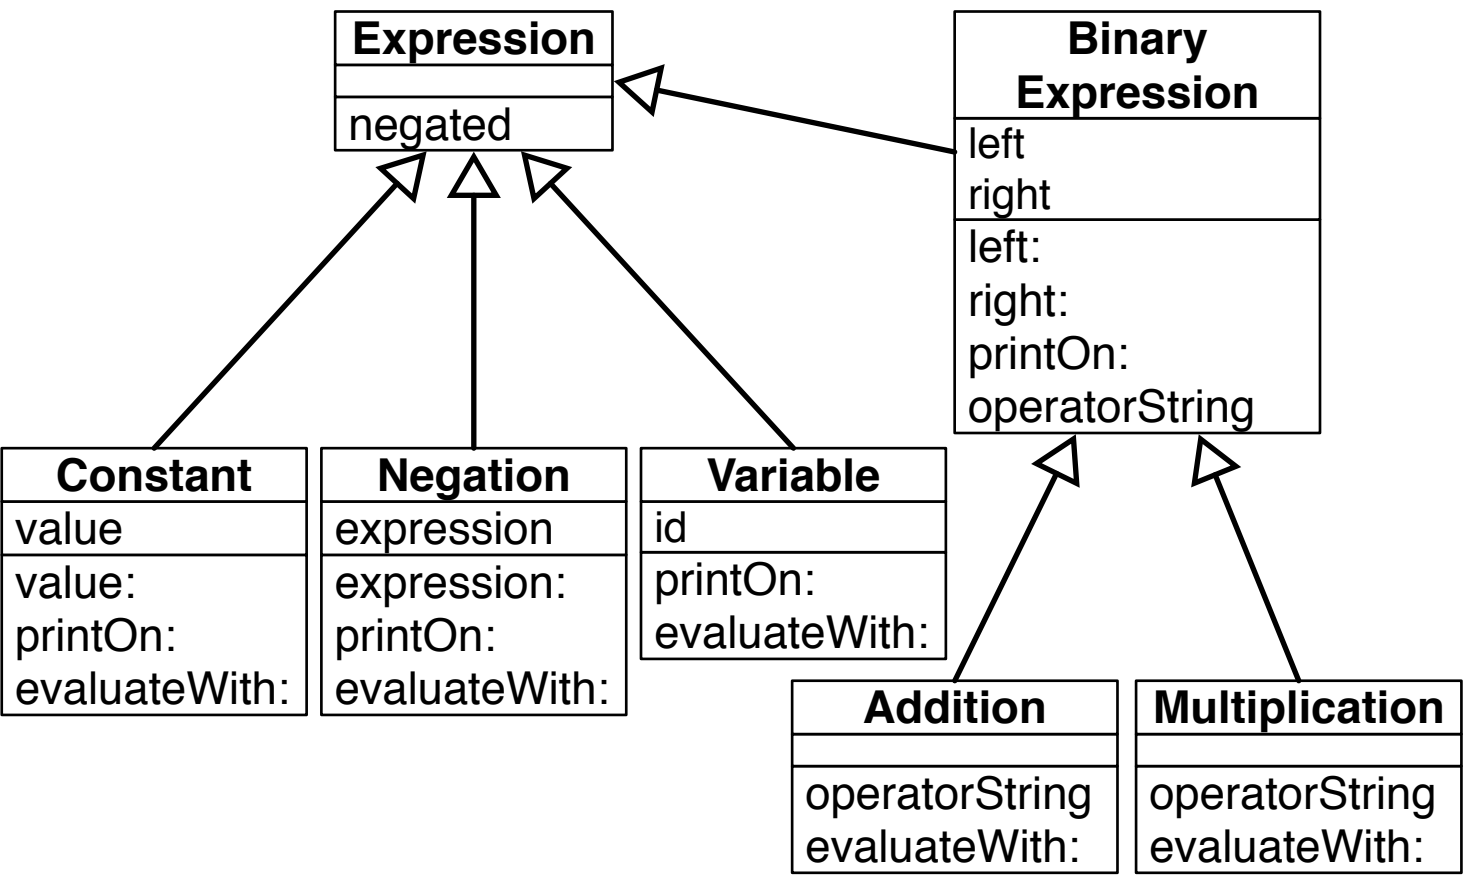 Expression
negated
Binary
Expression
left
right
left:
right:
printOn:
operatorString
Constant
value
value:
printOn:
evaluateWith:
Negation
expression
expression:
printOn:
evaluateWith:
Variable
id
printOn:
evaluateWith:
Addition
operatorString
evaluateWith:
Multiplication
operatorString
evaluateWith: